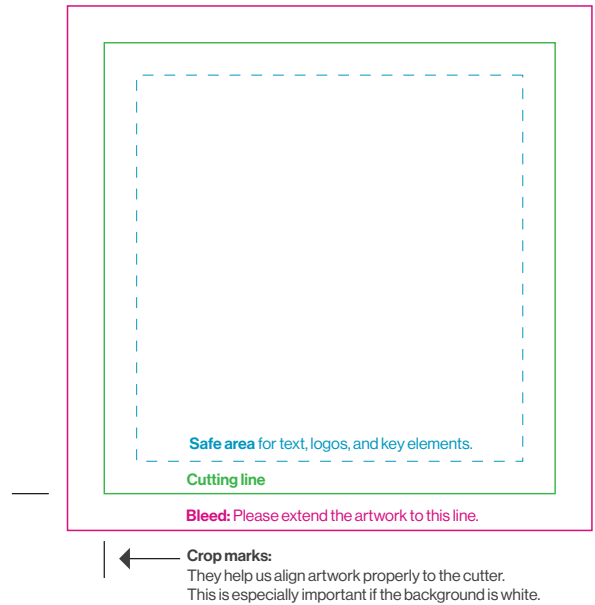 Safe area for text, logos, and key elements.
Cutting line
Bleed: Please extend the artwork to this line.
Crop marks:
They help us align artwork properly to the cutter.
This is especially important if the background is white.